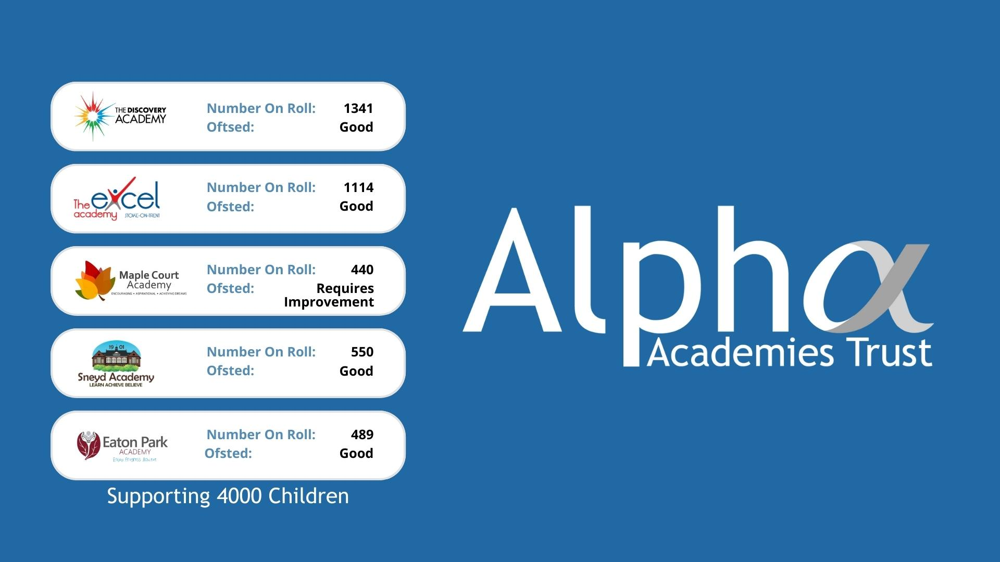 THE DISCOVERY
ACADEMY
Number On Roll: 1341
Oftsed: Good
The excel
academy STOKE-ON-TRENT
Number On Roll: 1114
Ofsted: Good
Maple Court
Academy
ENCOURAGING • ASPIRATIONAL • ACHIEVING DREAMS
Number On Roll: 440
Ofsted: Requires
Improvement
19 01
Sneyd Academy
LEARN ACHIEVE BELIEVE
Number On Roll: 550
Ofsted: Good
Eaton Park
ACADEMY
Enjoy Progress Achieve
Number On Roll: 489
Ofsted: Good
Supporting 4000 Children
Alpha
Academies Trust